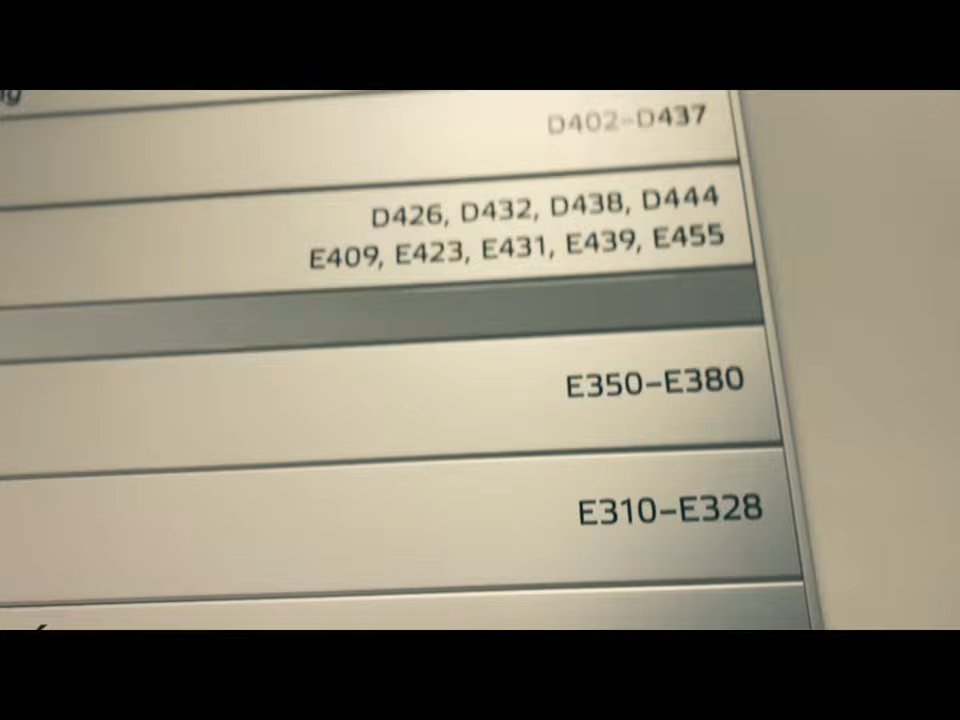 D402–D437
D426, D432, D438, D444
E409, E423, E431, E439, E455
E350–E380
E310–E328